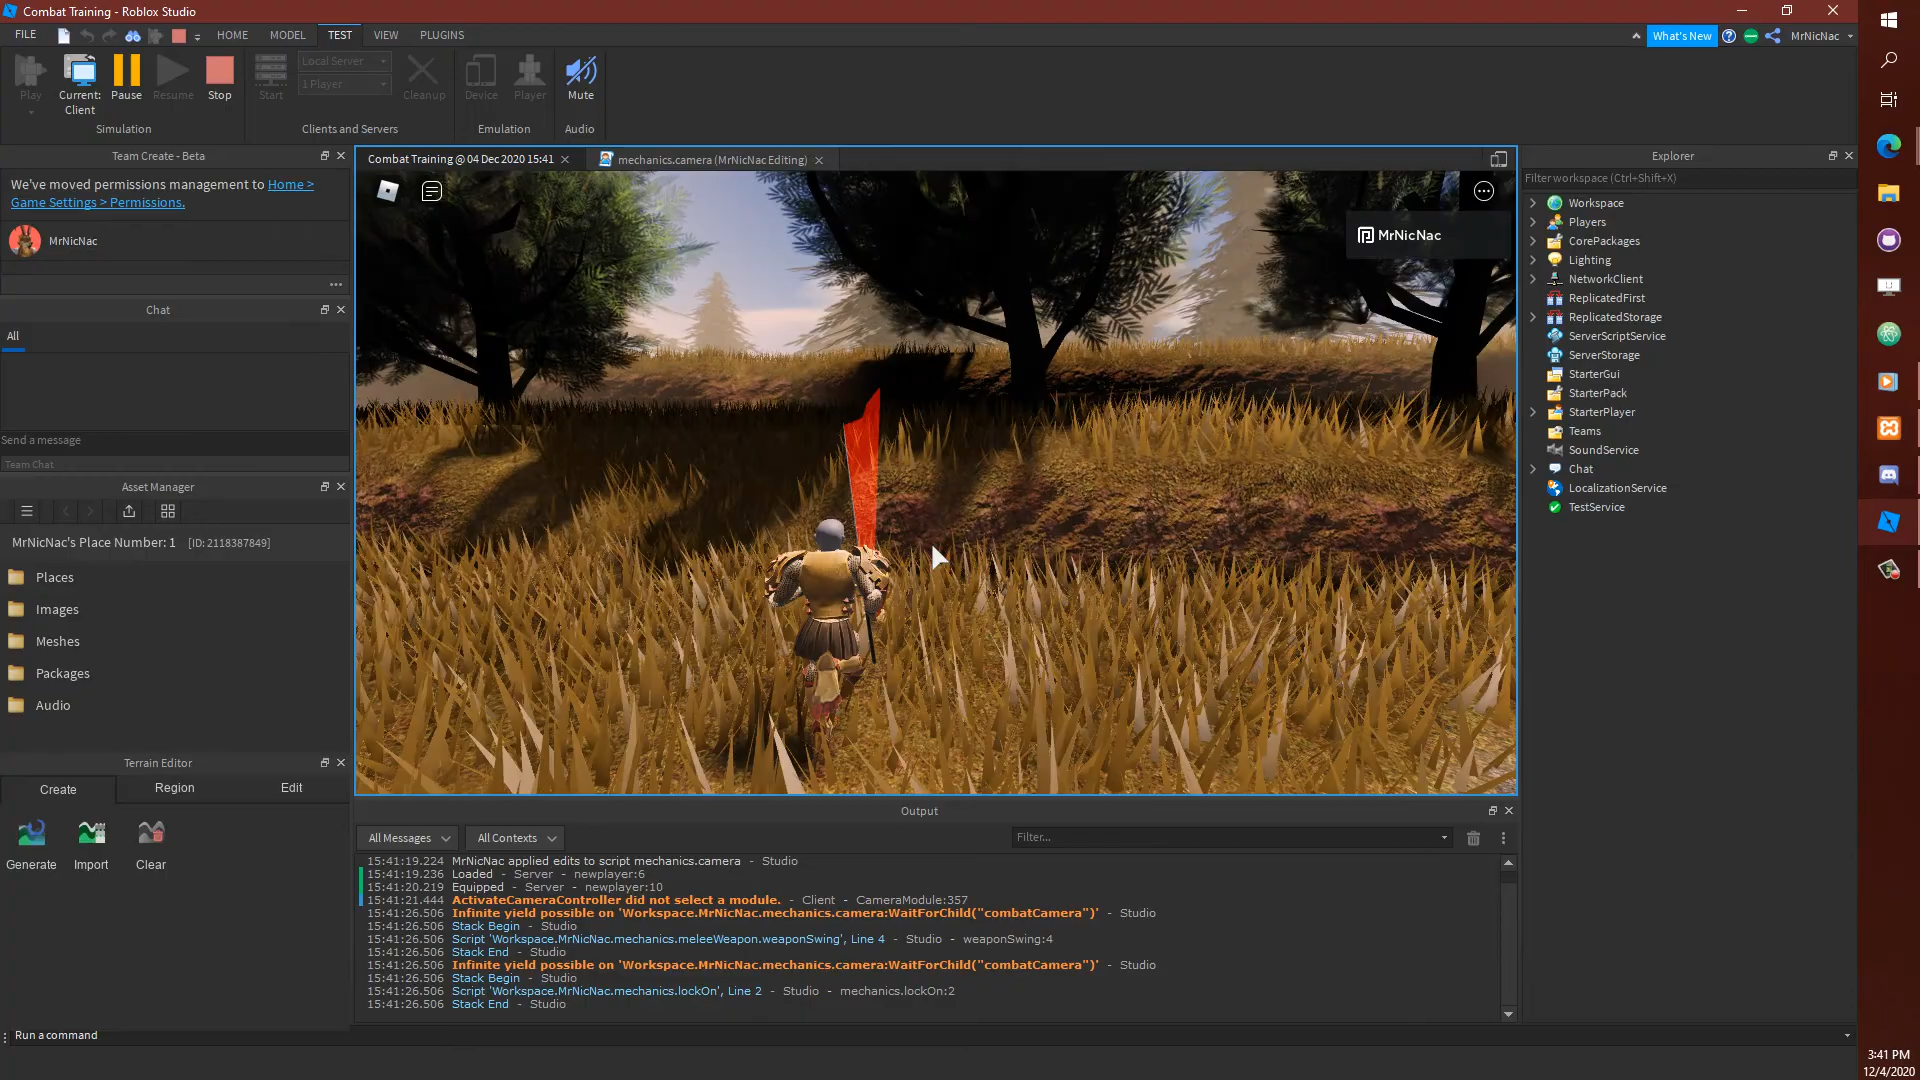 Combat Training - Roblox Studio
FILE
HOME
MODEL
TEST
VIEW
PLUGINS
What's New
MrNicNac
Play
Current:
Client
Pause
Resume
Stop
Simulation
Start
Local Server
1 Player
Cleanup
Clients and Servers
Device
Player
Emulation
Mute
Audio
Team Create - Beta
We've moved permissions management to Home >
Game Settings > Permissions.
MrNicNac
Chat
All
Send a message
Team Chat
Asset Manager
MrNicNac's Place Number: 1 [ID: 2118387849]
Places
Images
Meshes
Packages
Audio
Terrain Editor
Create
Region
Edit
Generate
Import
Clear
Combat Training @ 04 Dec 2020 15:41
mechanics.camera (MrNicNac Editing)
MrNicNac
Output
All Messages
All Contexts
Filter...
15:41:19.224 MrNicNac applied edits to script mechanics.camera - Studio
15:41:19.236 Loaded - Server - newplayer:6
15:41:20.219 Equipped - Server - newplayer:10
15:41:21.444 ActivateCameraController did not select a module. - Client - CameraModule:357
15:41:26.506 Infinite yield possible on 'Workspace.MrNicNac.mechanics.camera:WaitForChild("combatCamera")' - Studio
15:41:26.506 Stack Begin - Studio
15:41:26.506 Script 'Workspace.MrNicNac.mechanics.meleeWeapon.weaponSwing', Line 4 - Studio - weaponSwing:4
15:41:26.506 Stack End - Studio
15:41:26.506 Infinite yield possible on 'Workspace.MrNicNac.mechanics.camera:WaitForChild("combatCamera")' - Studio
15:41:26.506 Stack Begin - Studio
15:41:26.506 Script 'Workspace.MrNicNac.mechanics.lockOn', Line 2 - Studio - mechanics.lockOn:2
15:41:26.506 Stack End - Studio
Run a command
Explorer
Filter workspace (Ctrl+Shift+X)
Workspace
Players
CorePackages
Lighting
NetworkClient
ReplicatedFirst
ReplicatedStorage
ServerScriptService
ServerStorage
StarterGui
StarterPack
StarterPlayer
Teams
SoundService
Chat
LocalizationService
TestService
3:41 PM
12/4/2020